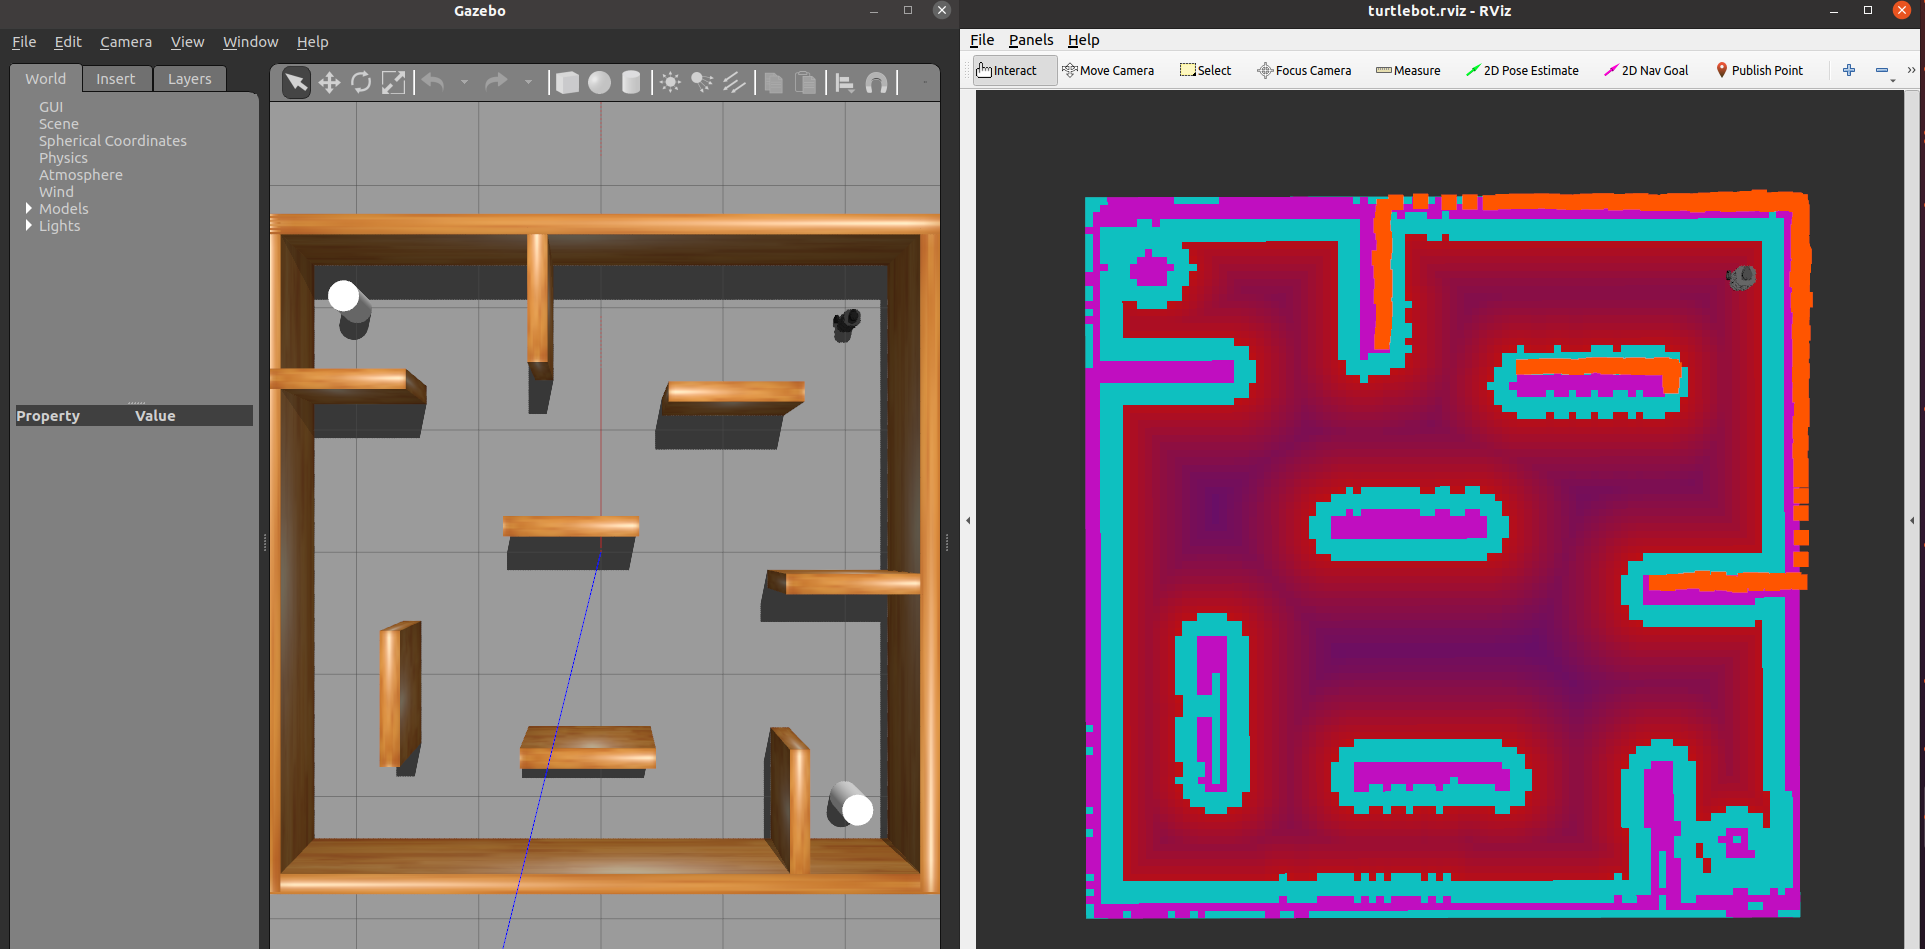 Gazebo
File Edit Camera View Window Help
World Insert Layers
GUI
Scene
Spherical Coordinates
Physics
Atmosphere
Wind
Models
Lights
Property Value
turtlebot.rviz - RViz
File Panels Help
Interact Move Camera Select Focus Camera Measure 2D Pose Estimate 2D Nav Goal Publish Point